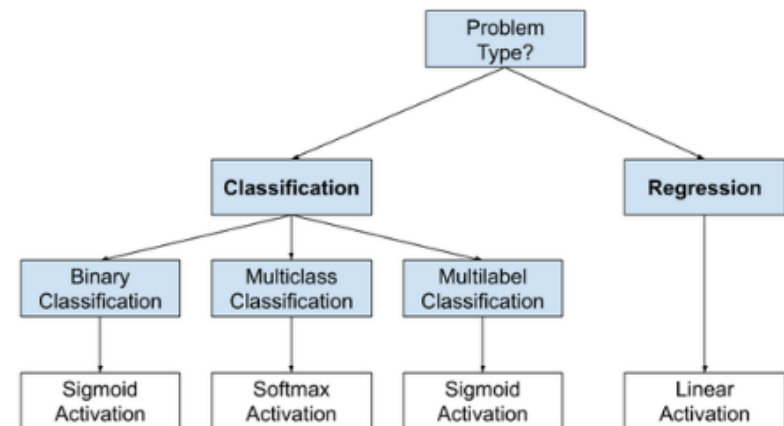 Problem
Type?
Classification
Regression
Binary
Classification
Multiclass
Classification
Multilabel
Classification
Sigmoid
Activation
Softmax
Activation
Sigmoid
Activation
Linear
Activation